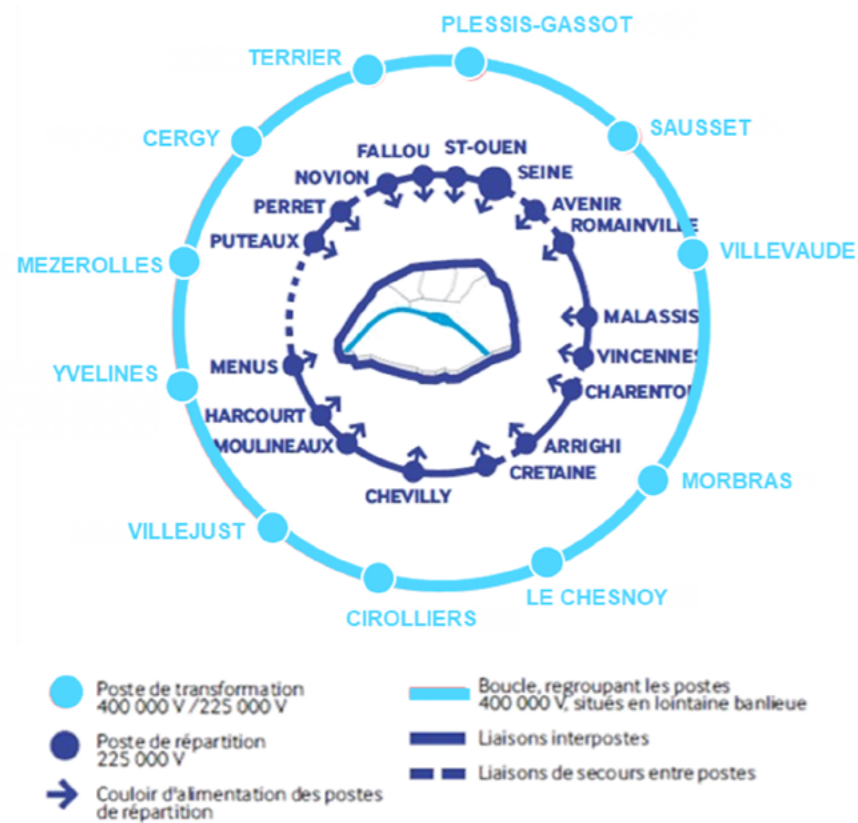 PLESSIS-GASSOT
TERRIER
SAUSSET
CERGY
FALLOU
ST-OUEN
NOVION
SEINE
PERRET
AVENIR
ROMAINVILLE
PUTEAUX
VILLEVAUDE
MEZEROLLES
MALASSIS
VINCENNES
MENUS
YVELINES
CHARENTON
HARCOURT
MOULINEAUX
ARRIGHI
CRETAINE
MORBRAS
CHEVILLY
VILLEJUST
LE CHESNOY
CIROLLIERS
Poste de transformation
400 000 V /225 000 V
Poste de répartition
225 000 V
Couloir d'alimentation des postes
de répartition
Boucle, regroupant les postes
400 000 V, situés en lointaine banlieue
Liaisons interpostes
Liaisons de secours entre postes